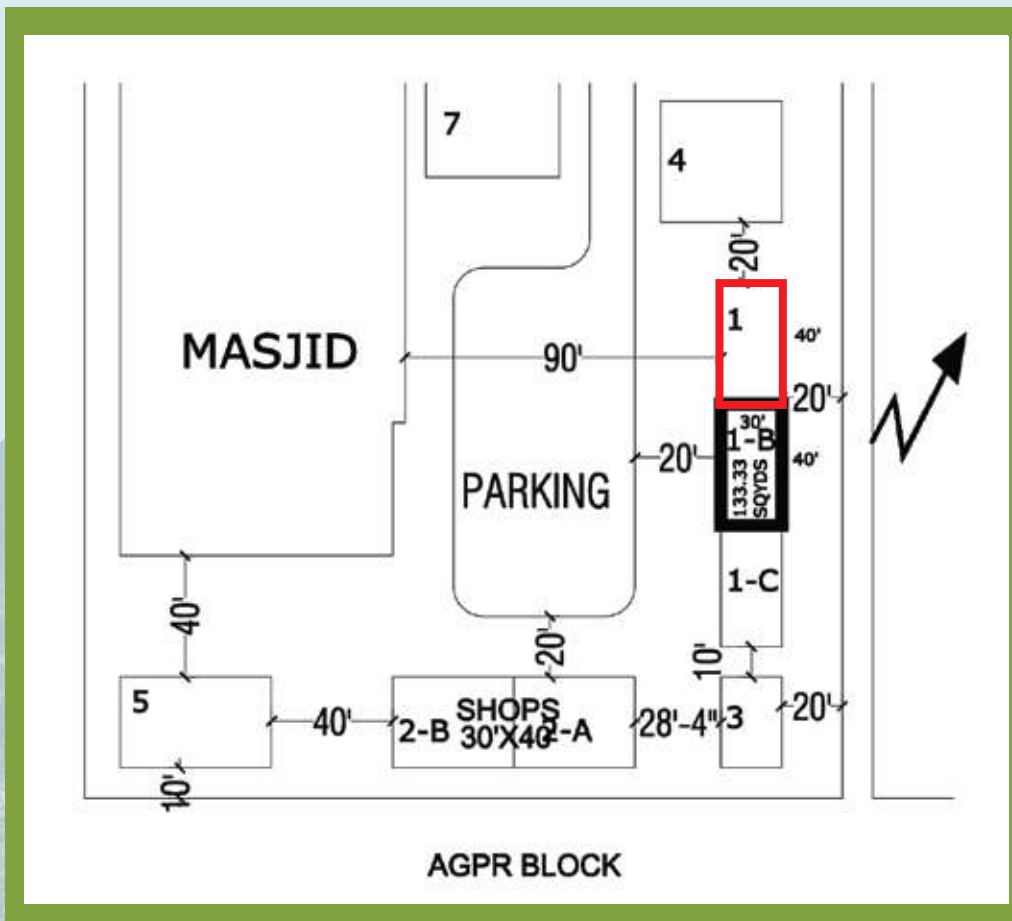 7
4
20'
1
40'
MASJID
90'
20'
30'
1-B
133.33
SQYDS
40'
20'
PARKING
1-C
40'
20'
10'
5
SHOPS
30'X40'
2-B
2-A
40'
28'-4"
3
20'
10'
AGPR BLOCK